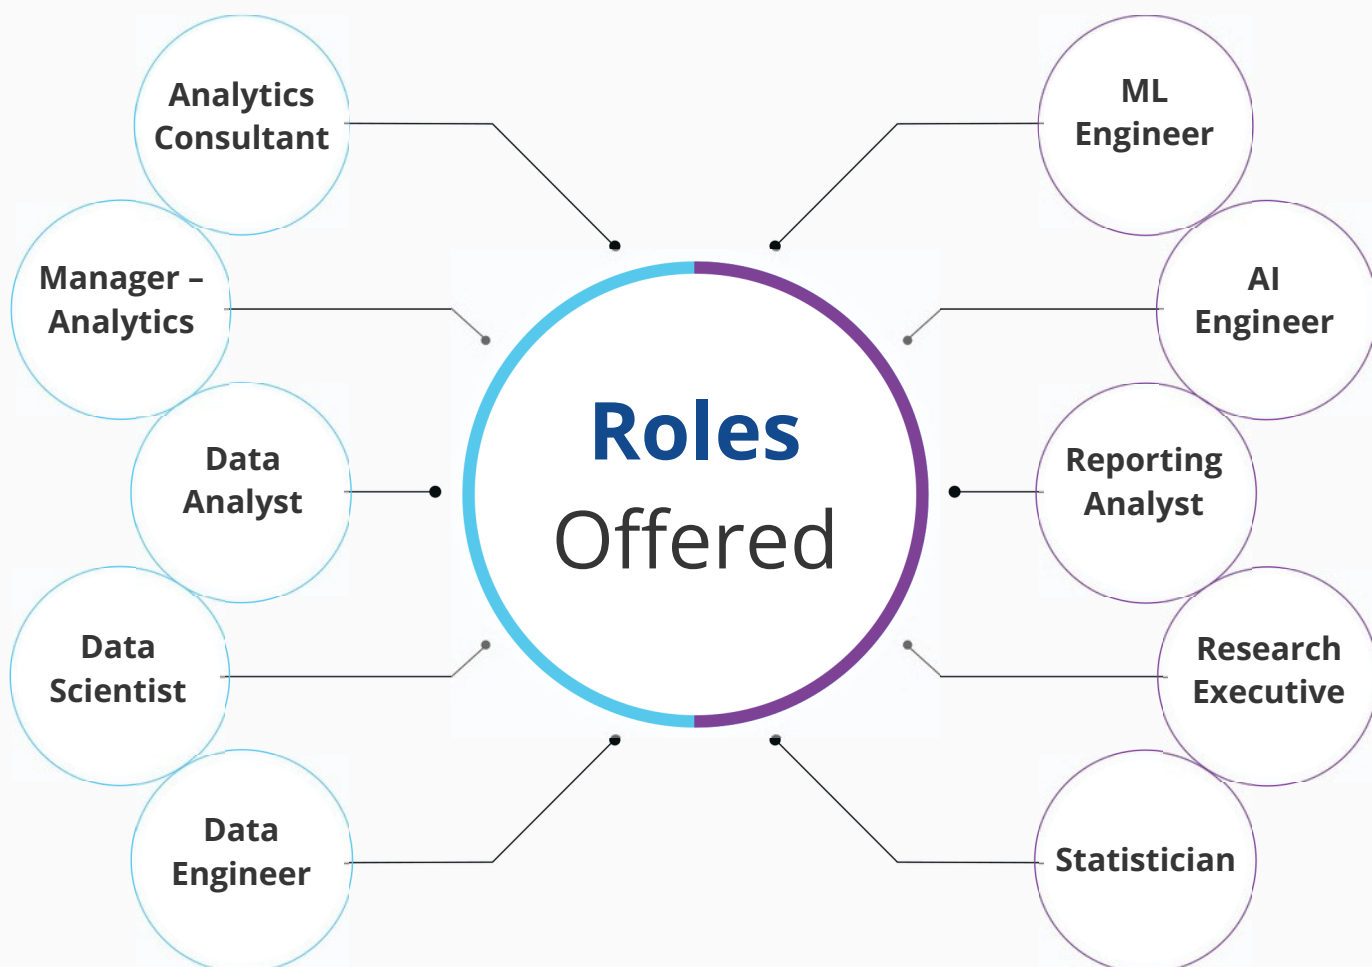 Analytics
Consultant
Manager –
Analytics
Data
Analyst
Data
Scientist
Data
Engineer
Roles
Offered
ML
Engineer
AI
Engineer
Reporting
Analyst
Research
Executive
Statistician